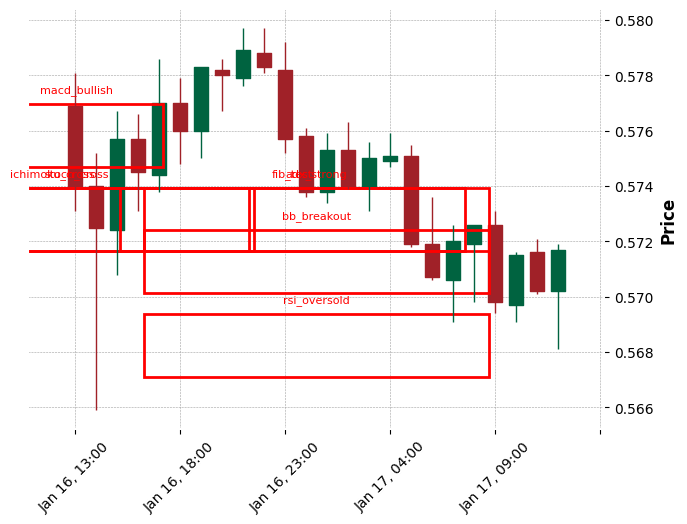 0.580
0.578
macd_bullish
0.576
0.574
0.572
bb_breakout
Price
0.570
rsi_oversold
0.568
0.566
Jan 16, 13:00
Jan 16, 18:00
Jan 16, 23:00
Jan 17, 04:00
Jan 17, 09:00